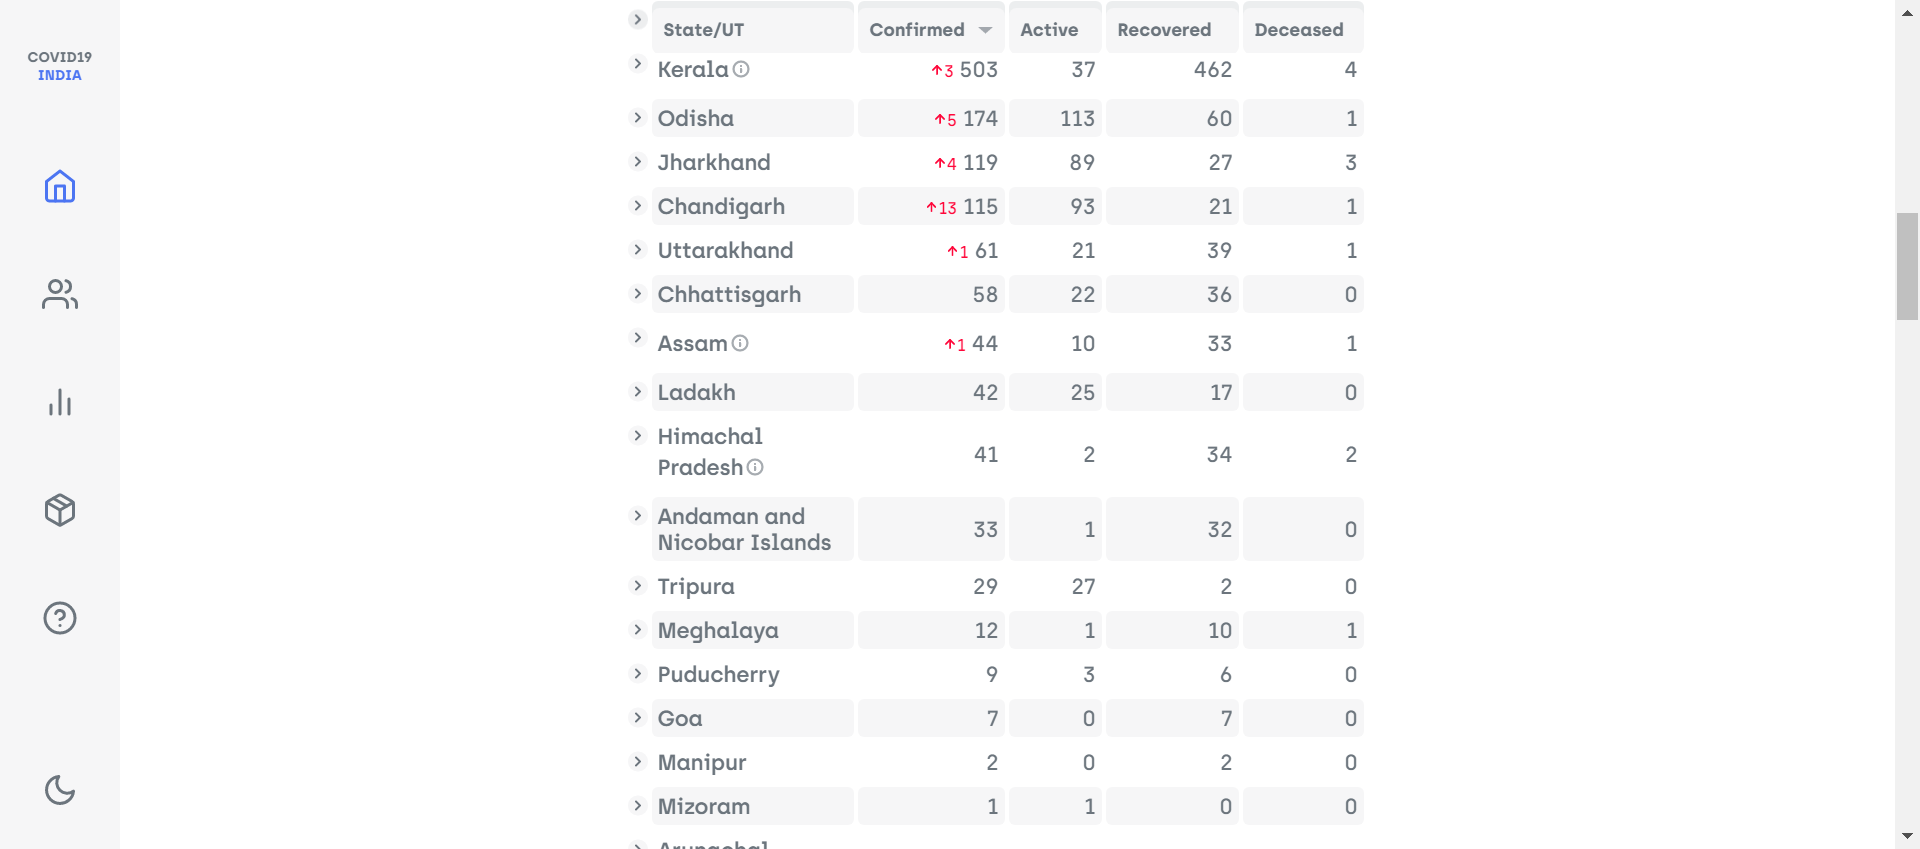 COVID19
INDIA
State/UT Confirmed Active Recovered Deceased
Kerala 3 503 37 462 4
Odisha 5 174 113 60 1
Jharkhand 4 119 89 27 3
Chandigarh 13 115 93 21 1
Uttarakhand 1 61 21 39 1
Chhattisgarh 58 22 36 0
Assam 1 44 10 33 1
Ladakh 42 25 17 0
Himachal
Pradesh 41 2 34 2
Andaman and
Nicobar Islands 33 1 32 0
Tripura 29 27 2 0
Meghalaya 12 1 10 1
Puducherry 9 3 6 0
Goa 7 0 7 0
Manipur 2 0 2 0
Mizoram 1 1 0 0
Arunachal